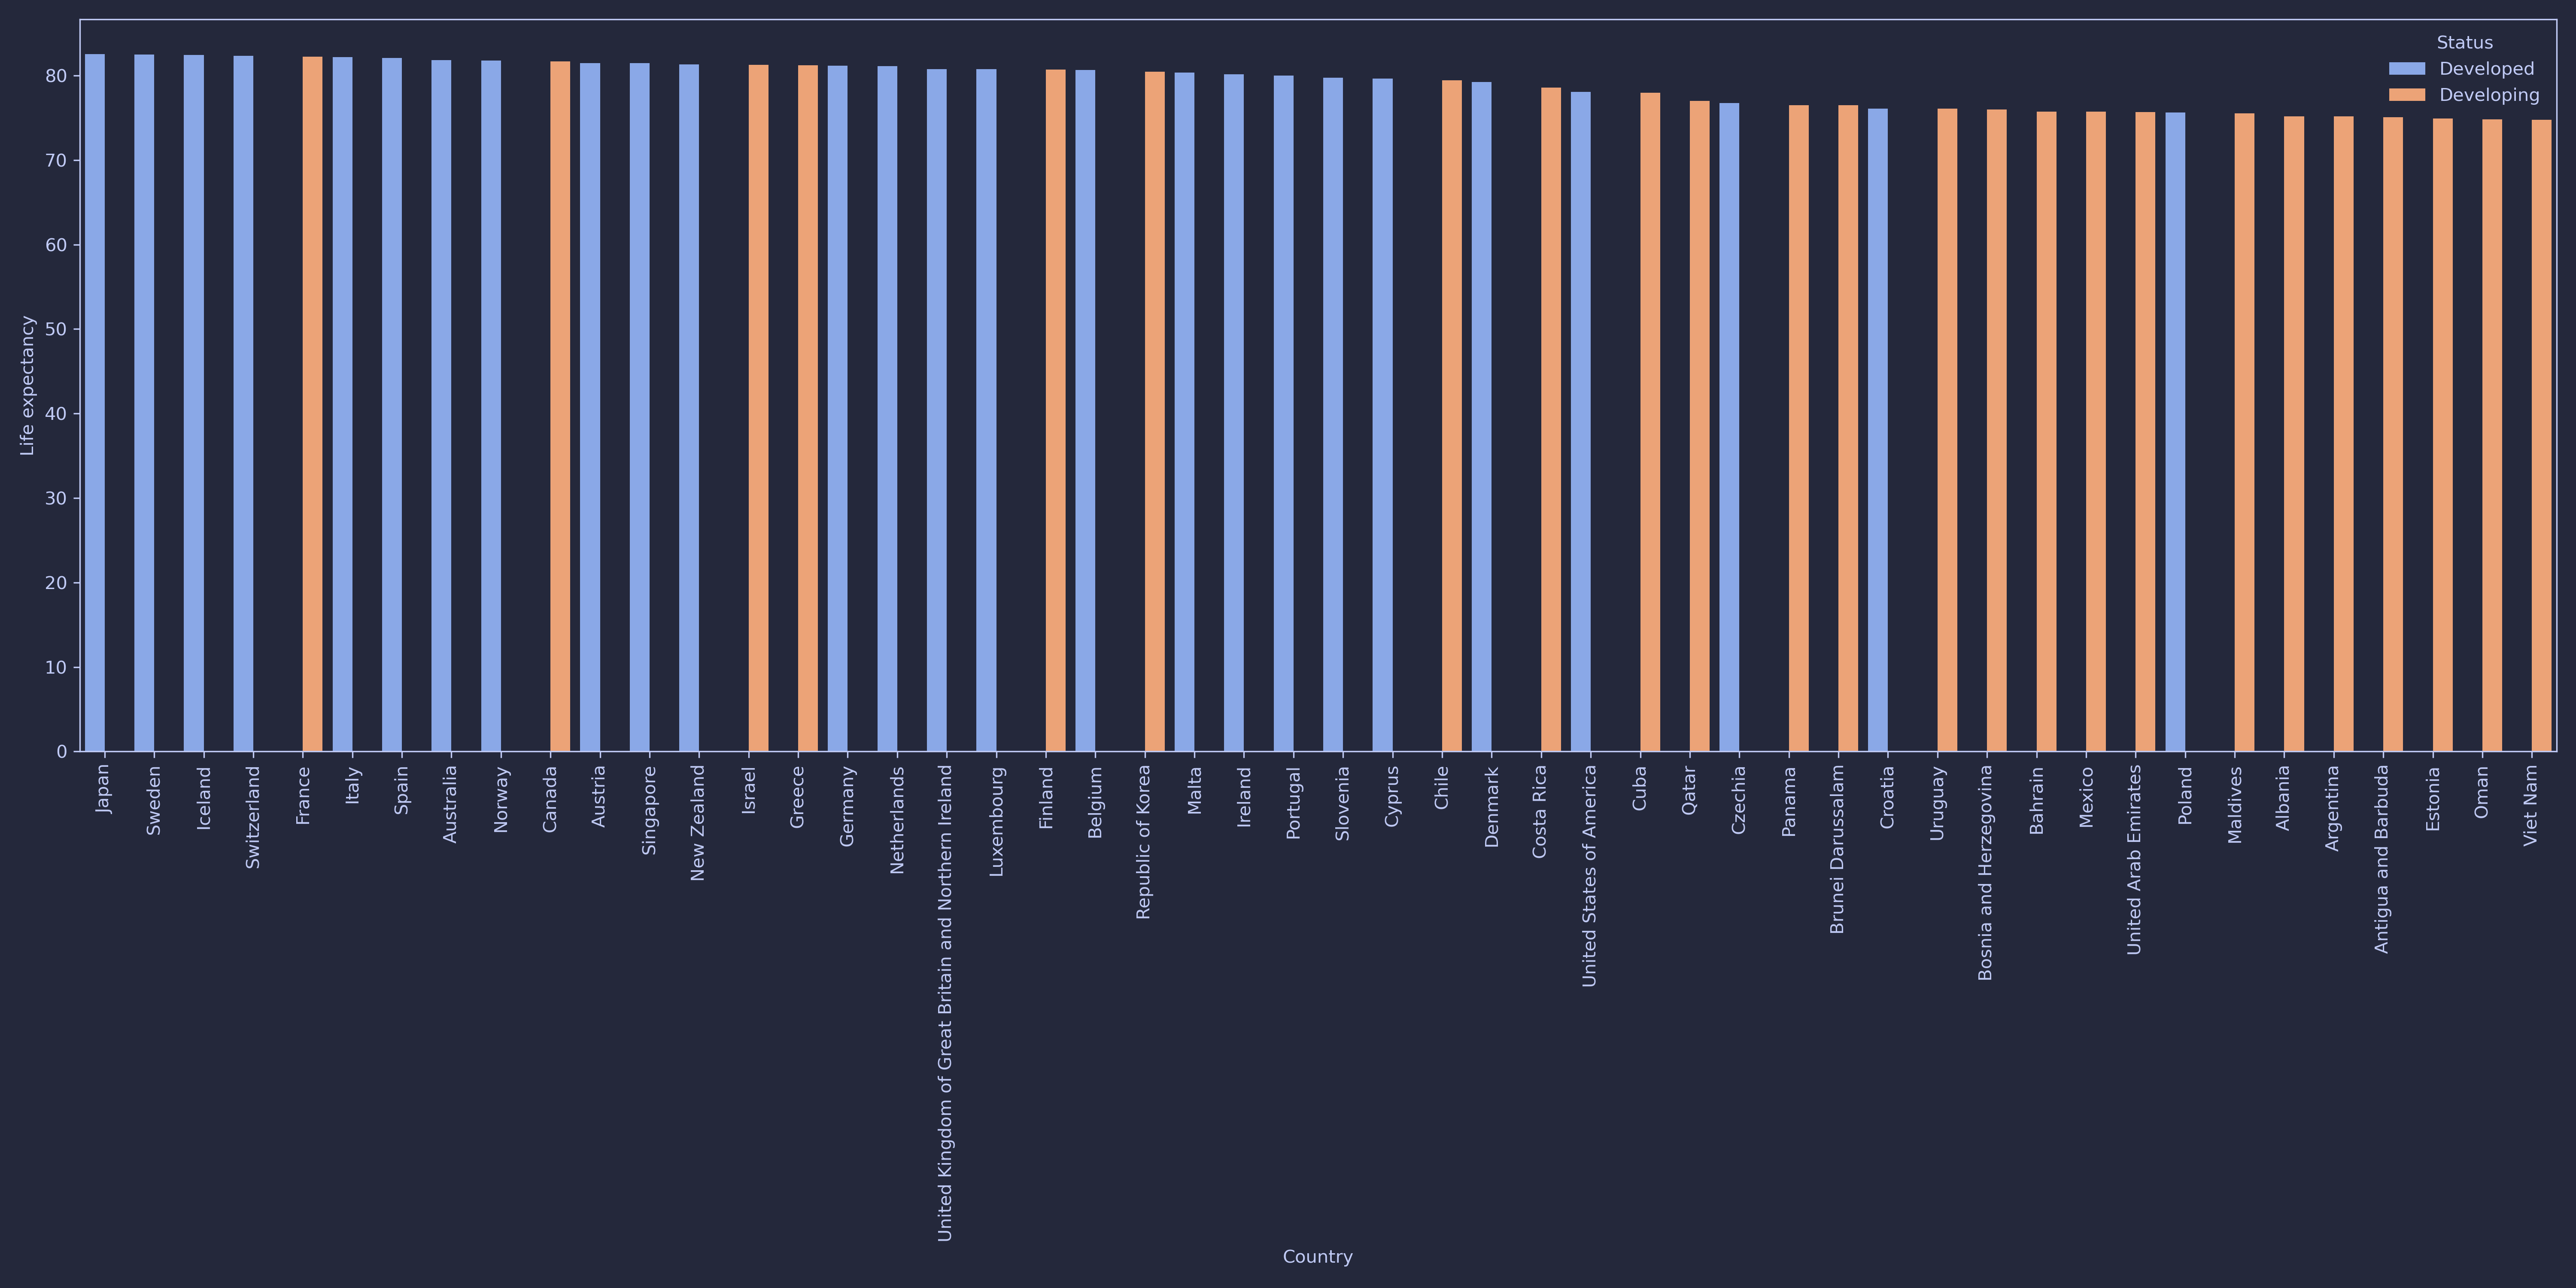 Status
Developed
Developing
80
70
60
50
40
30
20
10
0
Life expectancy
Japan
Sweden
Iceland
Switzerland
France
Italy
Spain
Australia
Norway
Canada
Austria
Singapore
New Zealand
Israel
Greece
Germany
Netherlands
United Kingdom of Great Britain and Northern Ireland
Luxembourg
Finland
Belgium
Republic of Korea
Malta
Ireland
Portugal
Slovenia
Cyprus
Chile
Denmark
Costa Rica
United States of America
Cuba
Qatar
Czechia
Panama
Brunei Darussalam
Croatia
Uruguay
Bosnia and Herzegovina
Bahrain
Mexico
United Arab Emirates
Poland
Maldives
Albania
Argentina
Antigua and Barbuda
Estonia
Oman
Viet Nam
Country